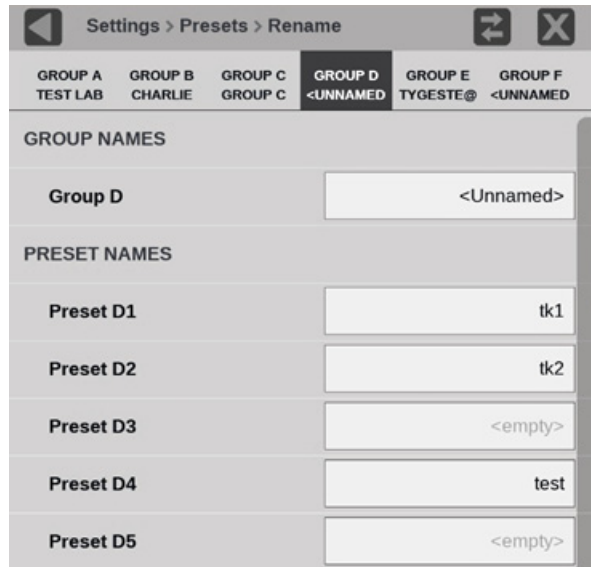 Settings > Presets > Rename
GROUP A GROUP B GROUP C GROUP D GROUP E GROUP F
TEST LAB CHARLIE GROUP C <UNNAMED TYGESTE@ <UNNAMED
GROUP NAMES
Group D <Unnamed>
PRESET NAMES
Preset D1 tk1
Preset D2 tk2
Preset D3 <empty>
Preset D4 test
Preset D5 <empty>